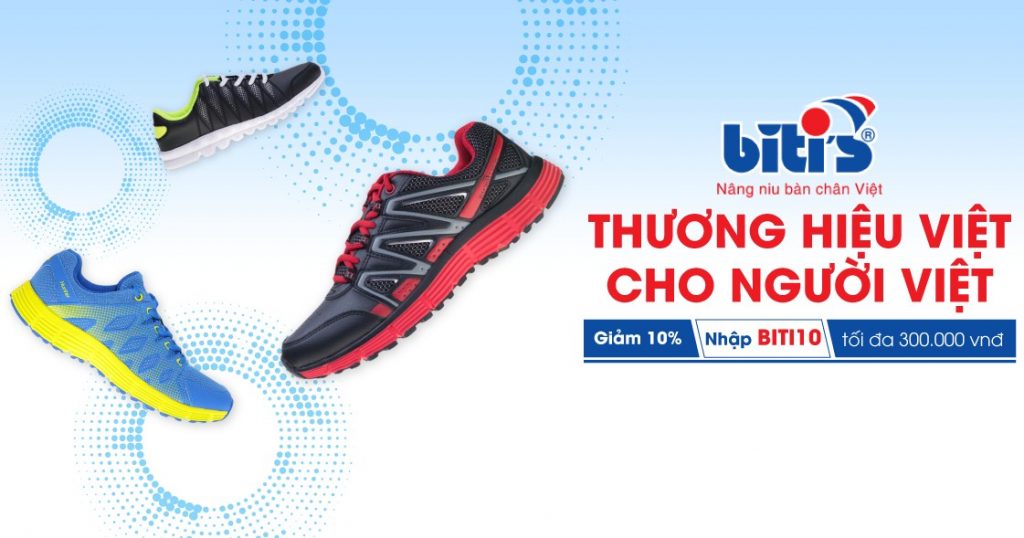 biti's®
Nâng niu bàn chân Việt
THƯƠNG HIỆU VIỆT
CHO NGƯỜI VIỆT
Giảm 10% Nhập BITI10 tối đa 300.000 vnđ
hunter